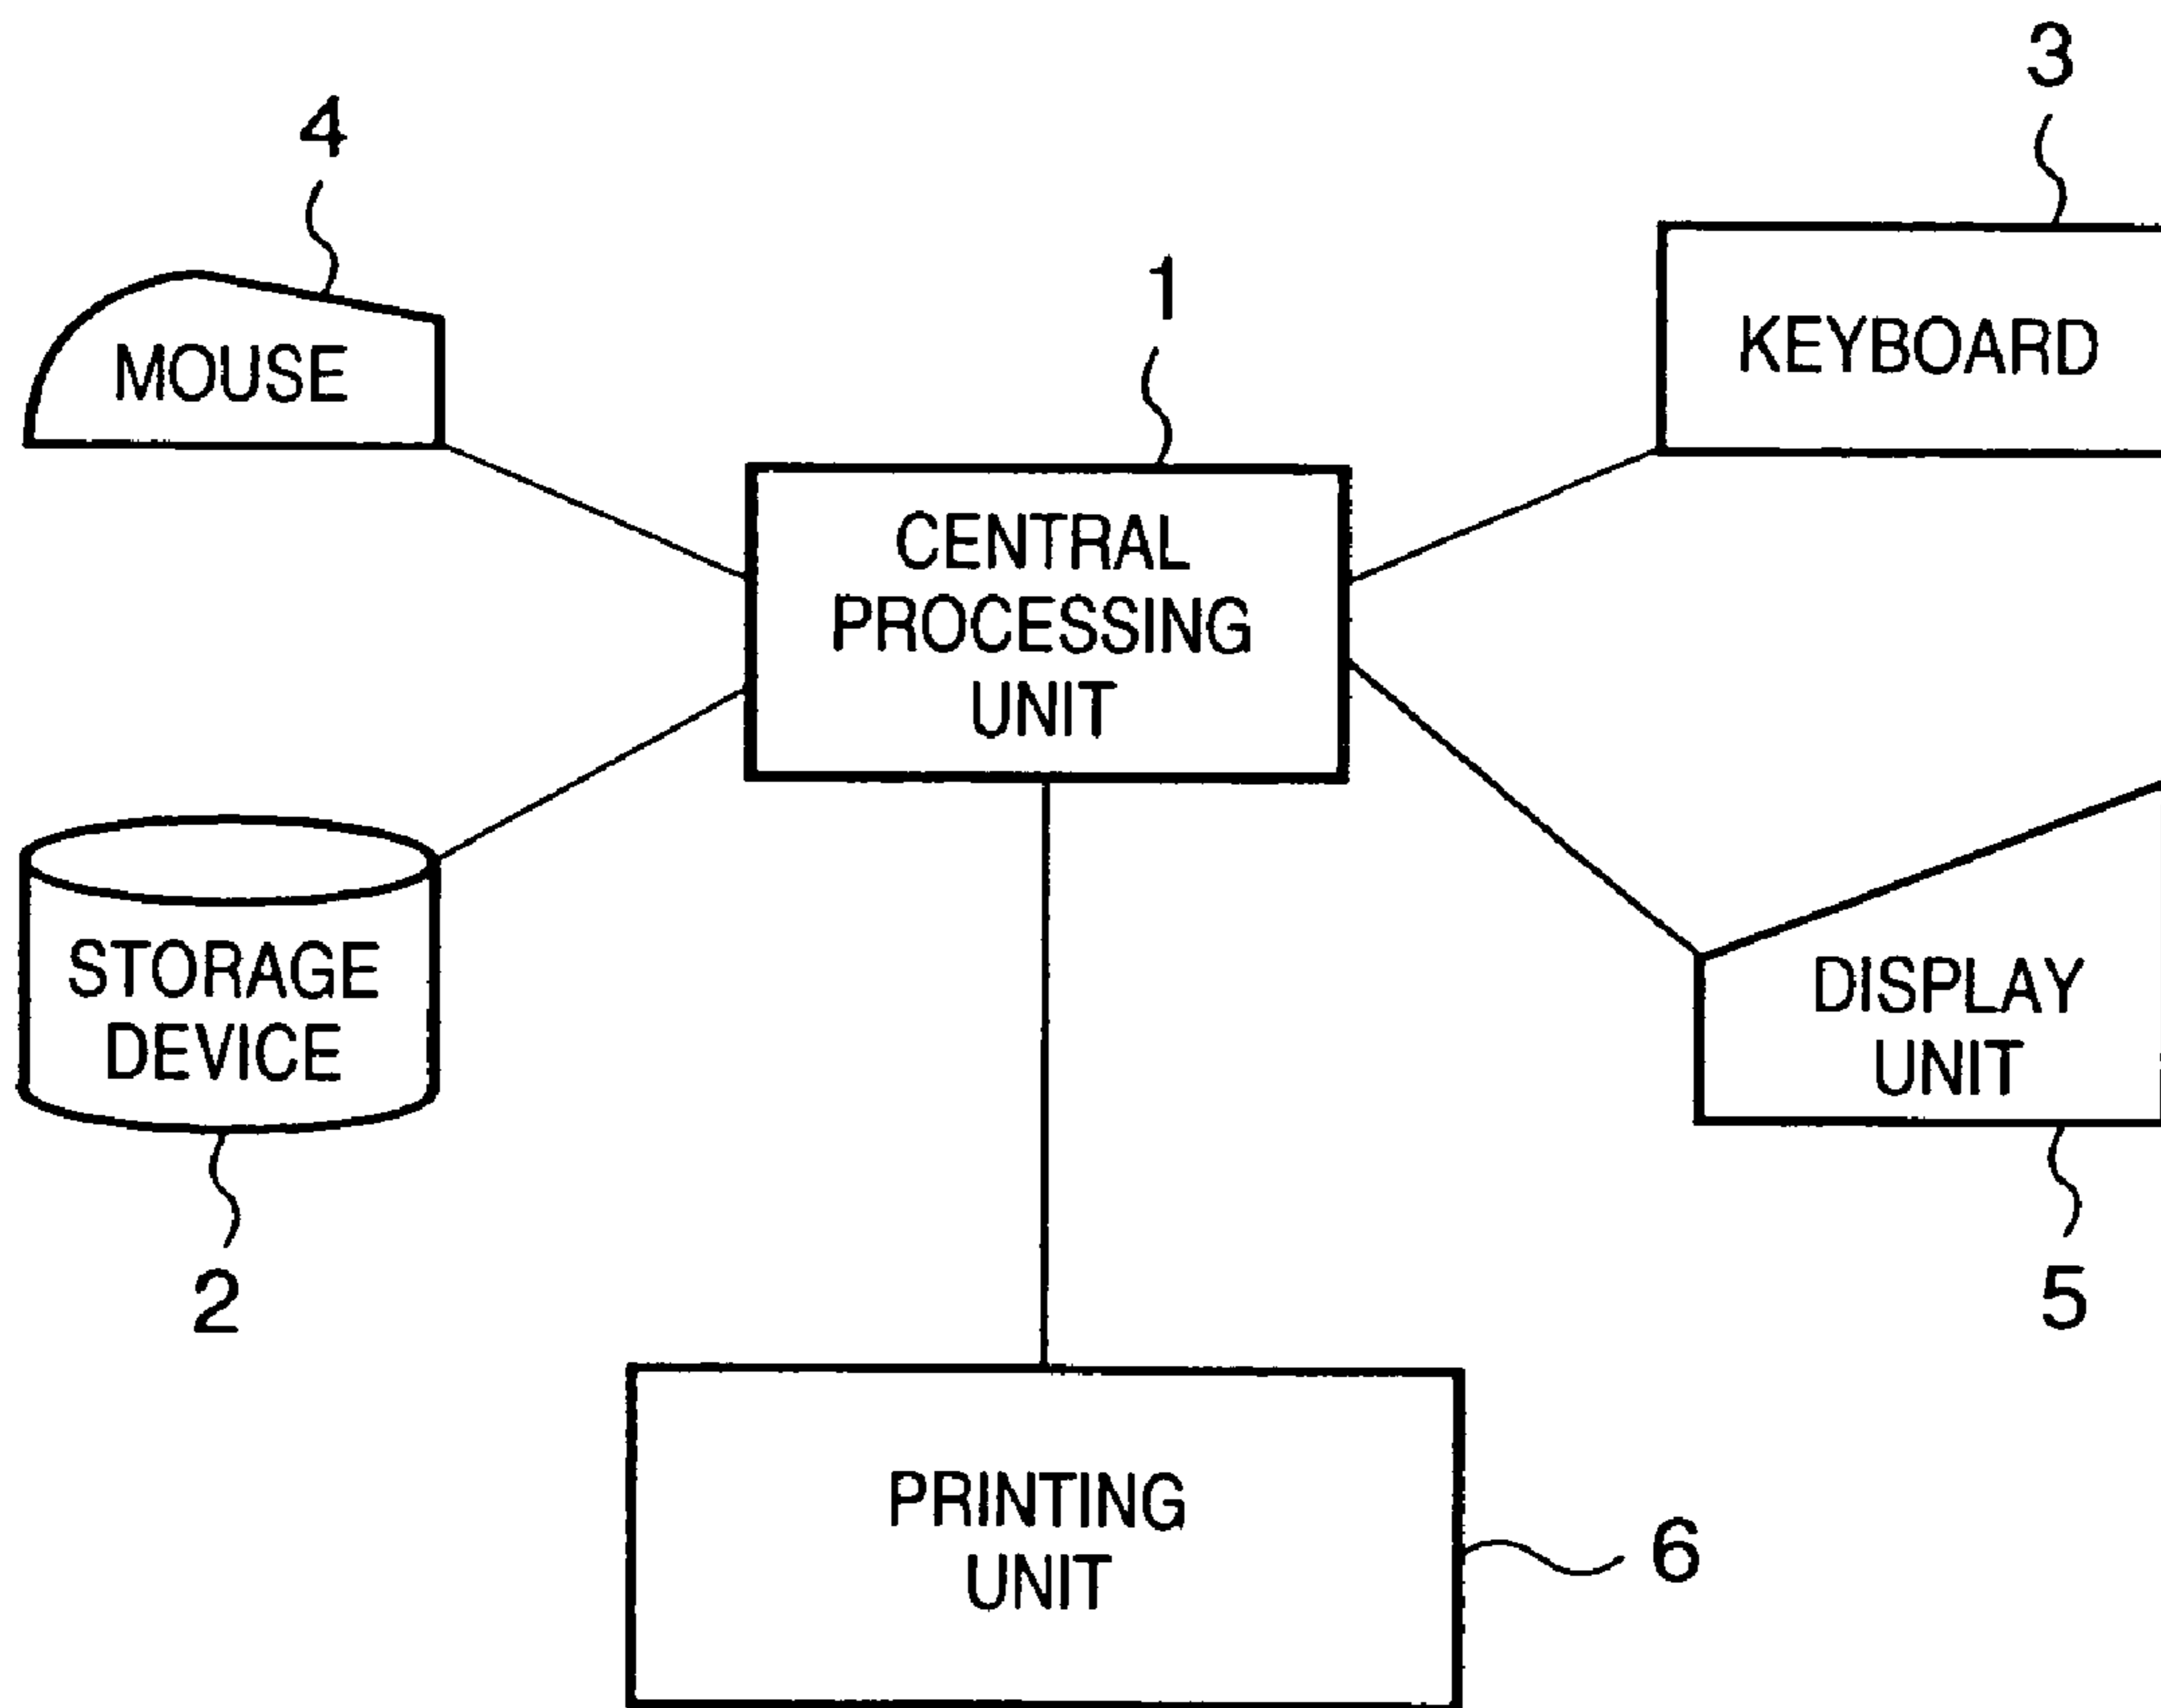 3
4
1
KEYBOARD
MOUSE
CENTRAL
PROCESSING
UNIT
STORAGE
DEVICE
DISPLAY
UNIT
2
5
PRINTING
UNIT
6